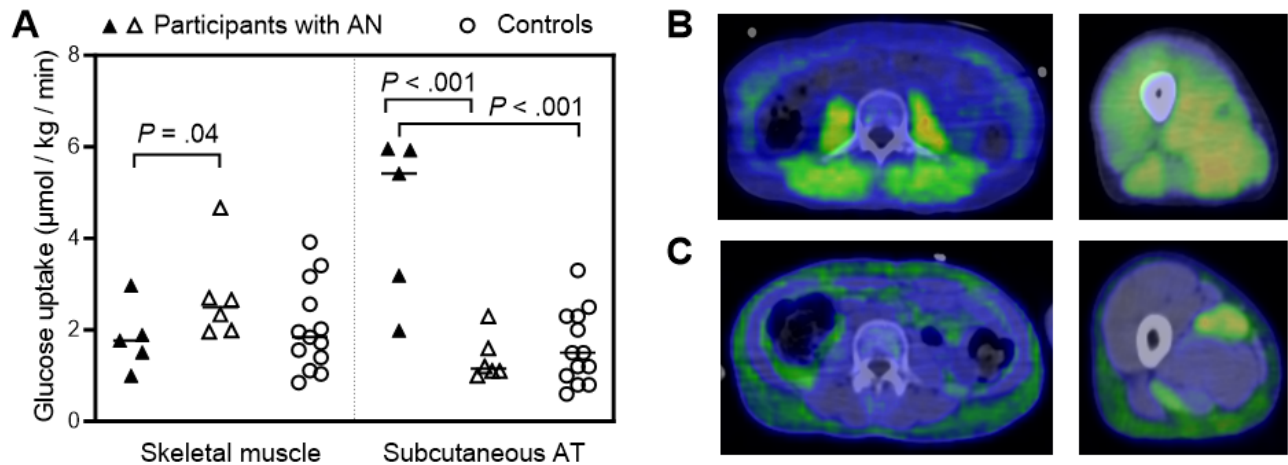 A
▲ △ Participants with AN
○ Controls
8
6
4
2
0
Glucose uptake (µmol / kg / min)
P = .04
P < .001
P < .001
Skeletal muscle
Subcutaneous AT
B
C